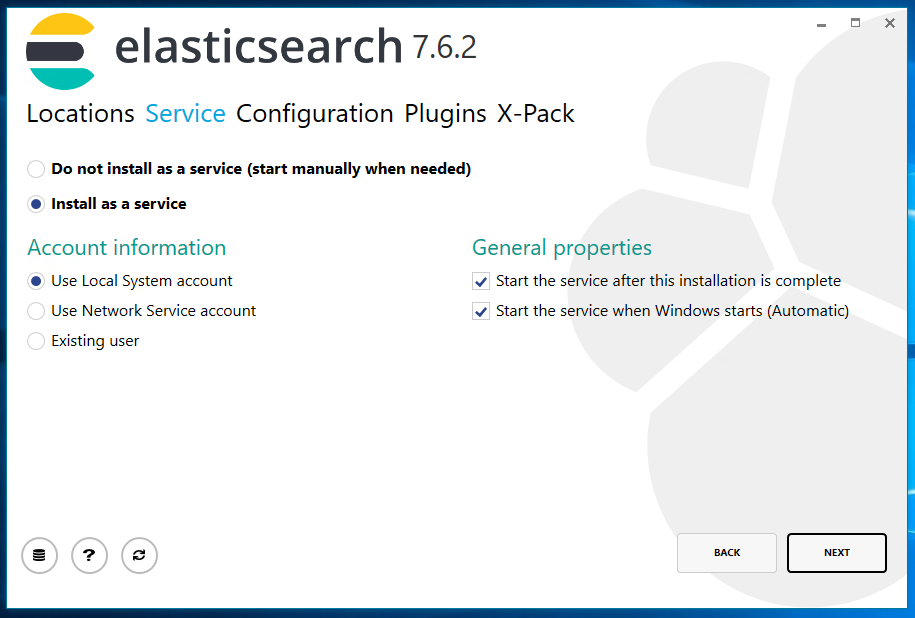 elasticsearch 7.6.2
Locations Service Configuration Plugins X-Pack
Do not install as a service (start manually when needed)
Install as a service
Account information
Use Local System account
Use Network Service account
Existing user
General properties
Start the service after this installation is complete
Start the service when Windows starts (Automatic)
?
BACK
NEXT